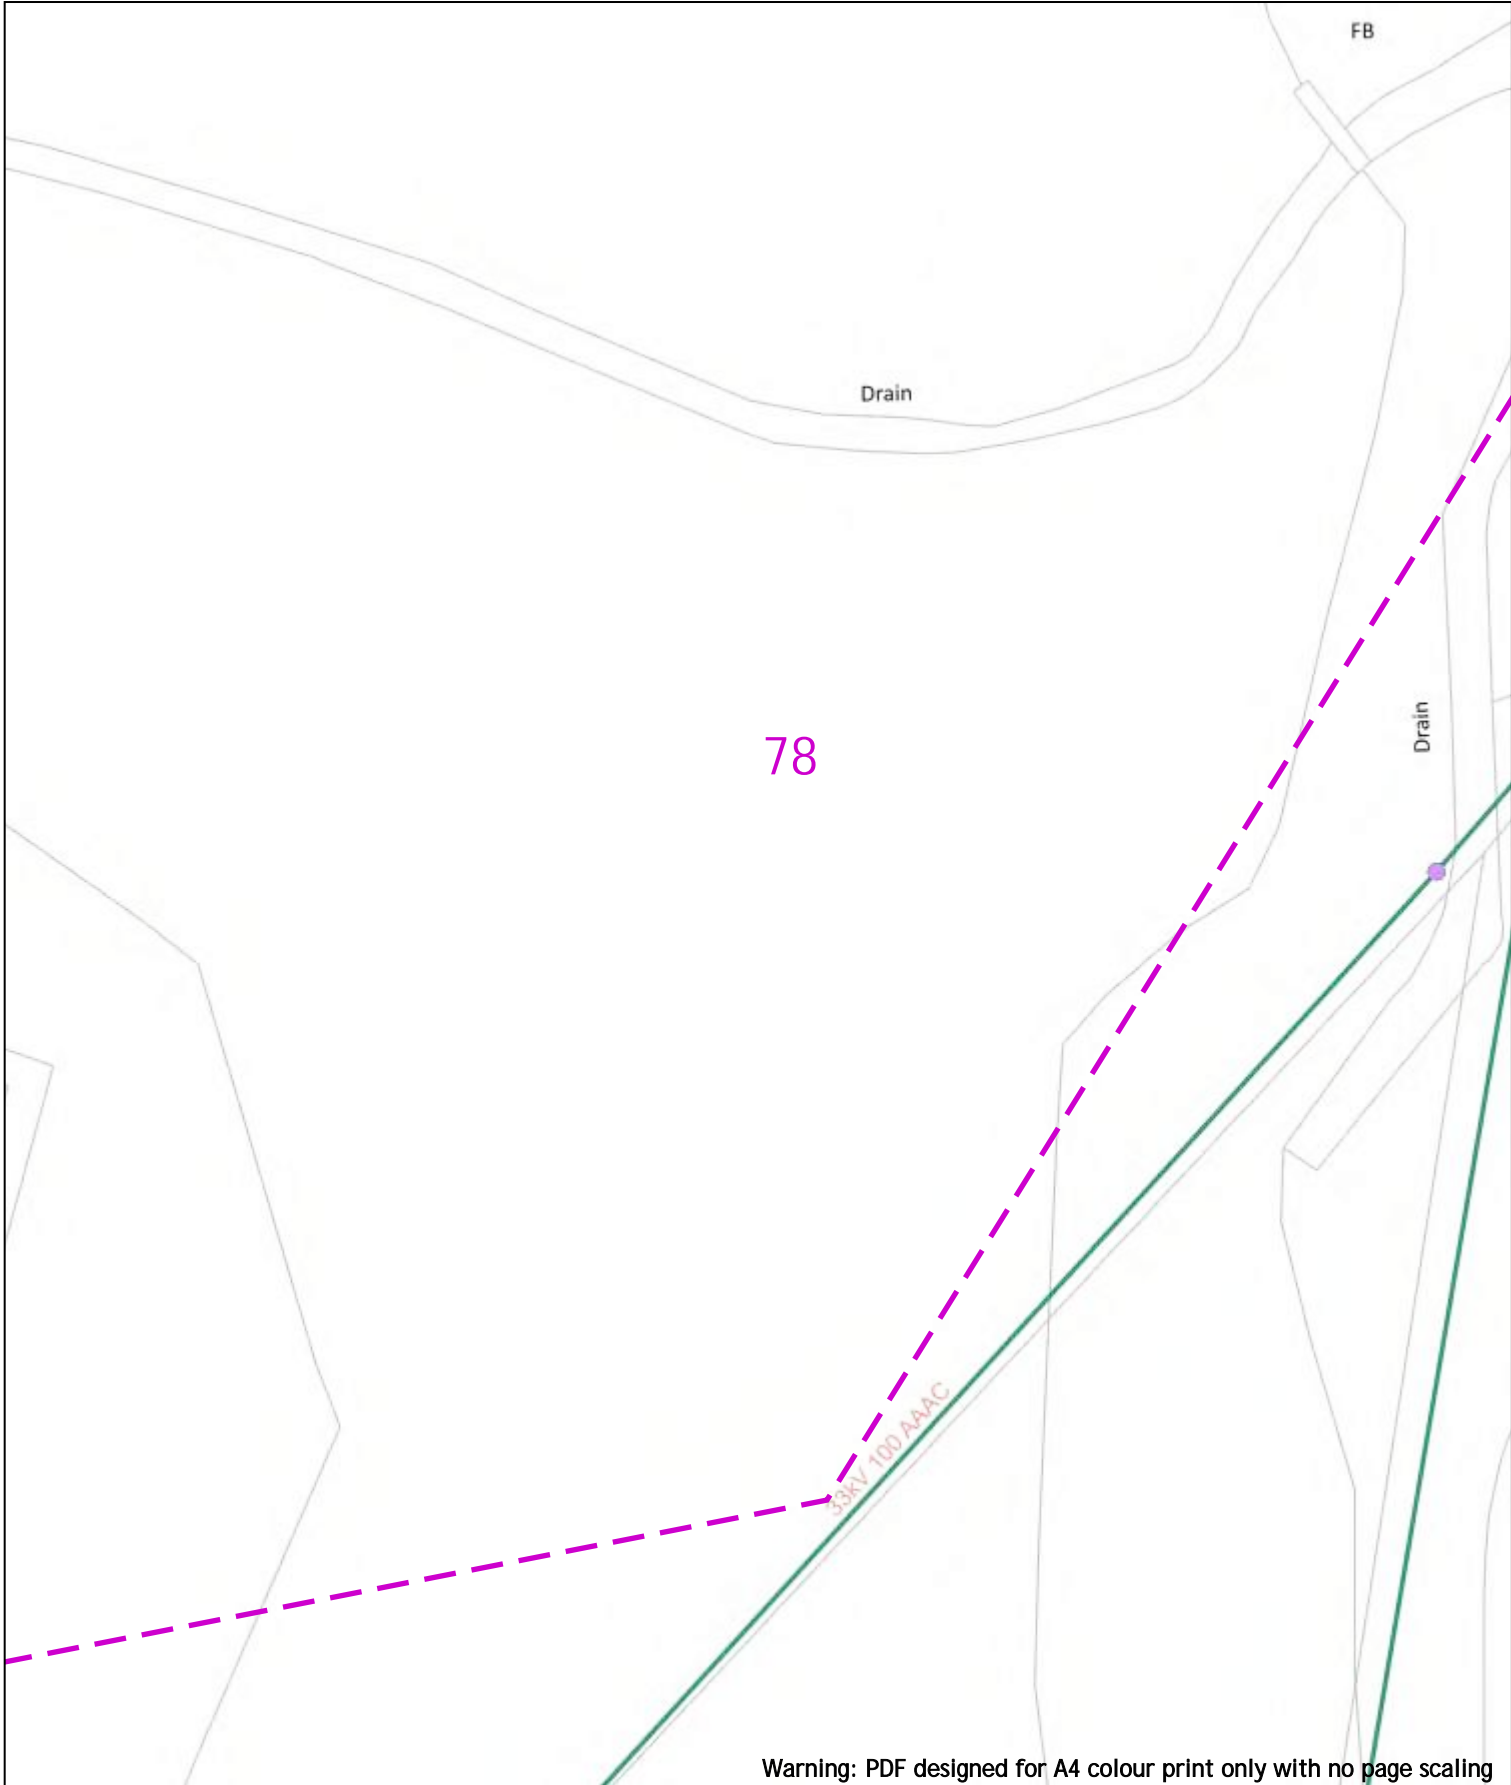 FB
Drain
Drain
78
33kV 100 AAAC
Warning: PDF designed for A4 colour print only with no page scaling